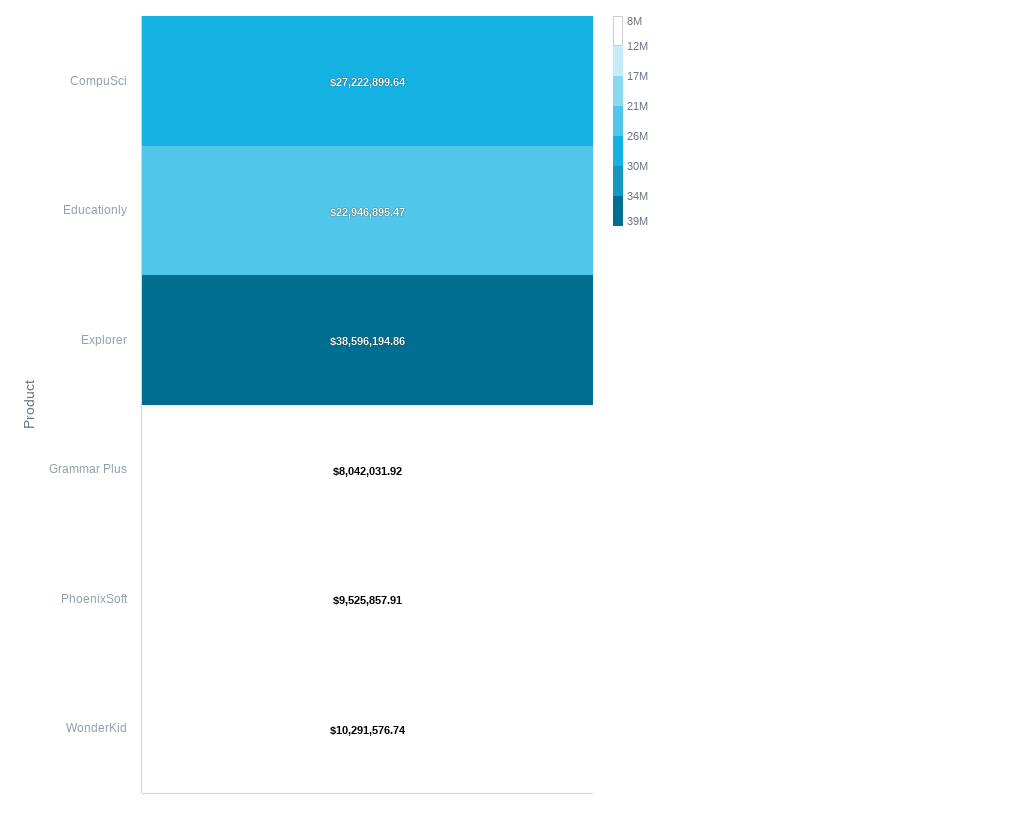 CompuSci
$27,222,899.64
Educationly
$22,946,895.47
Explorer
$38,596,194.86
Product
Grammar Plus
$8,042,031.92
PhoenixSoft
$9,525,857.91
WonderKid
$10,291,576.74
8M
12M
17M
21M
26M
30M
34M
39M